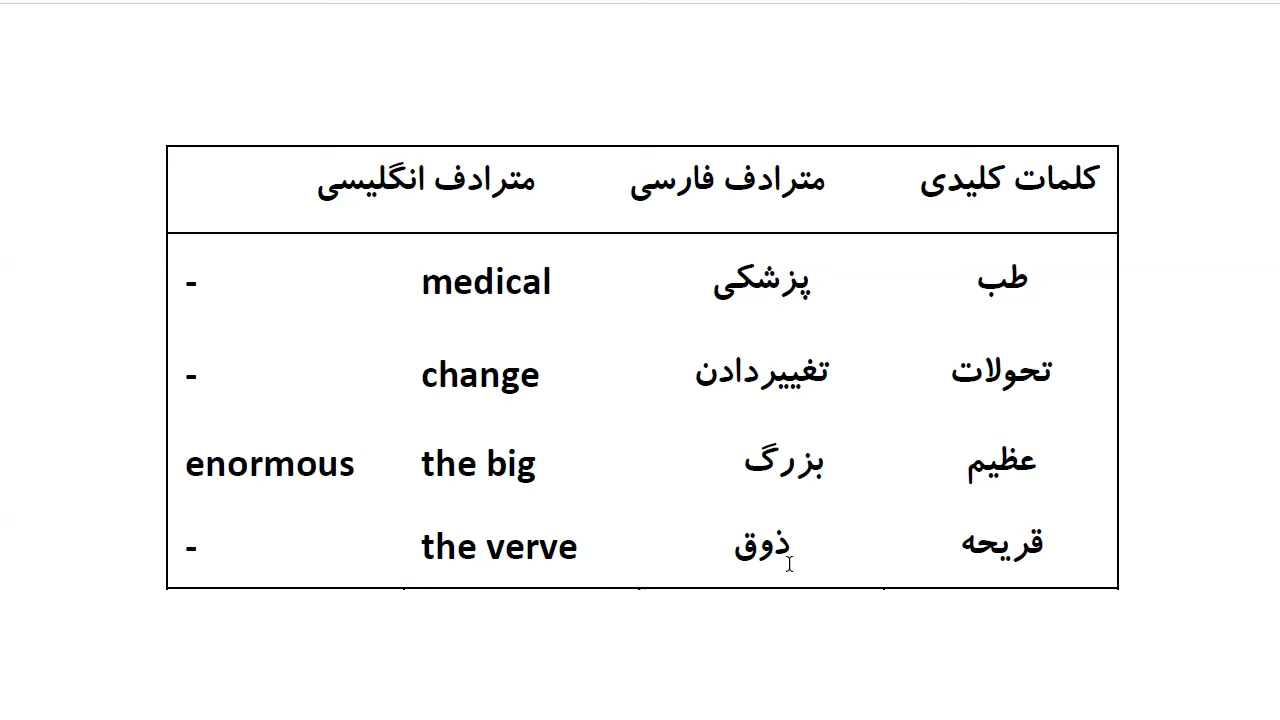 کلمات کلیدی مترادف فارسی مترادف انگلیسی
طب پزشکی medical -
تحولات تغییردادن change -
عظیم بزرگ the big enormous
قریحه ذوق the verve -